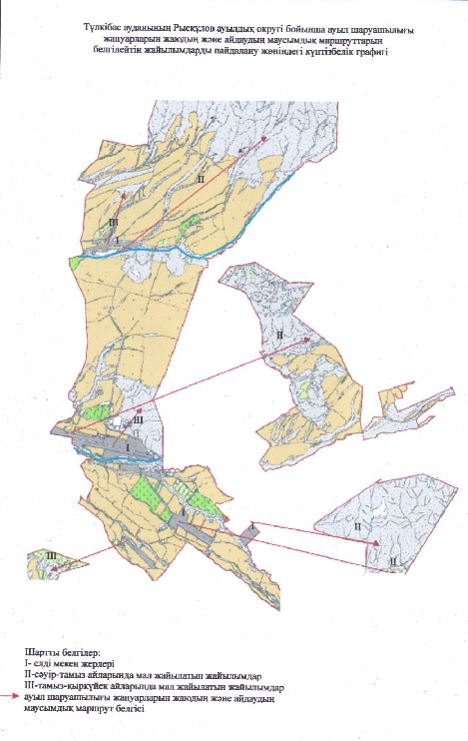 Түлкібас ауданының Рысқұлов ауылдық округі бойынша ауыл шаруашылығы
жануарларын жаюдың және айдаудың маусымдық маршруттарын
белгілейтін жайылымдарды пайдалану жөніндегі күнтізбелік графигі
II
III
I
II
III
I
I
I
II
II
III
Шартты белгілер:
I- елді мекен жерлері
II-сәуір-тамыз айларында мал жайылатын жайылымдар
III-тамыз-қыркүйек айларында мал жайылатын жайылымдар
ауыл шаруашылығы жануарларын жаюдың және айдаудың
маусымдық маршрут белгісі